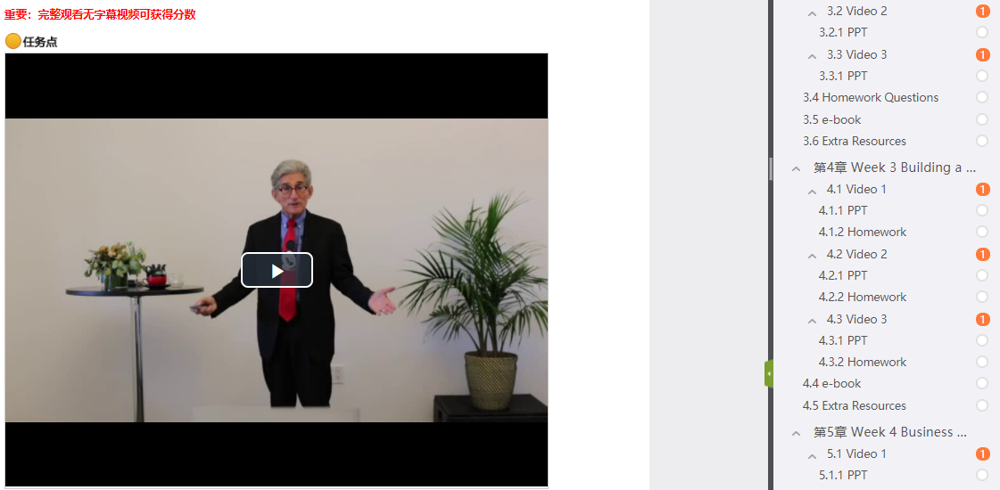 重要：完整观看无字幕视频可获得分数
任务点
3.2 Video 2
1
3.2.1 PPT
3.3 Video 3
1
3.3.1 PPT
3.4 Homework Questions
3.5 e-book
3.6 Extra Resources
第4章 Week 3 Building a ...
4.1 Video 1
1
4.1.1 PPT
4.1.2 Homework
4.2 Video 2
1
4.2.1 PPT
4.2.2 Homework
4.3 Video 3
1
4.3.1 PPT
4.3.2 Homework
4.4 e-book
4.5 Extra Resources
第5章 Week 4 Business ...
5.1 Video 1
1
5.1.1 PPT